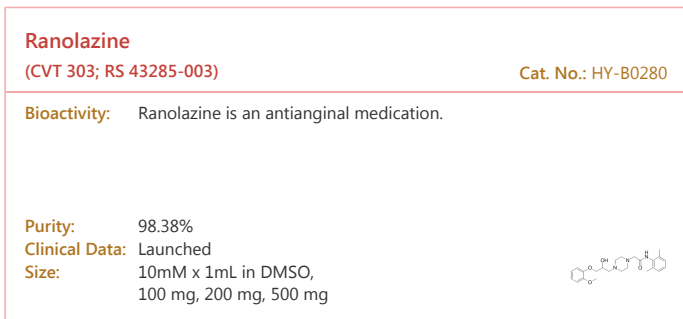 Ranolazine
(CVT 303; RS 43285-003)
Cat. No.: HY-B0280
Bioactivity: Ranolazine is an antianginal medication.
Purity: 98.38%
Clinical Data: Launched
Size: 10mM x 1mL in DMSO,
100 mg, 200 mg, 500 mg
OH
O
O
N
N
O
H
N